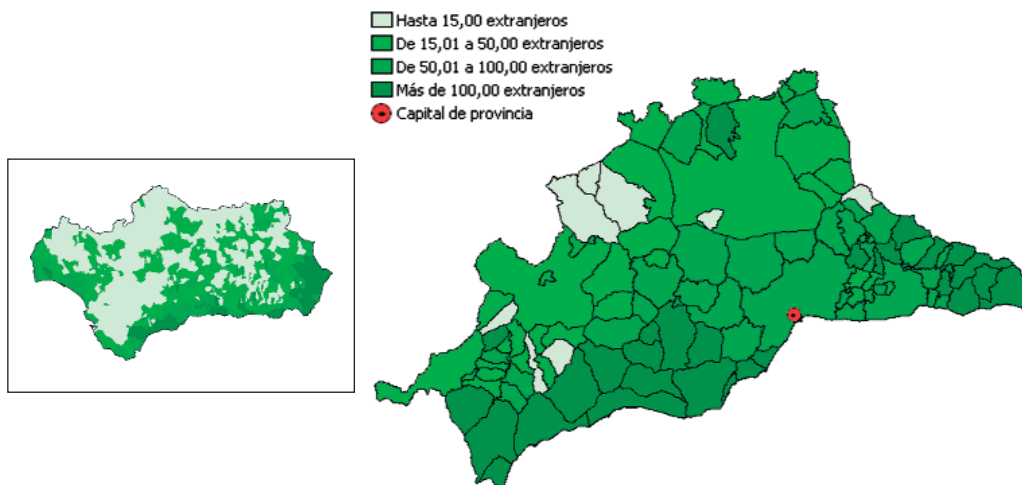 Hasta 15,00 extranjeros
De 15,01 a 50,00 extranjeros
De 50,01 a 100,00 extranjeros
Más de 100,00 extranjeros
Capital de provincia